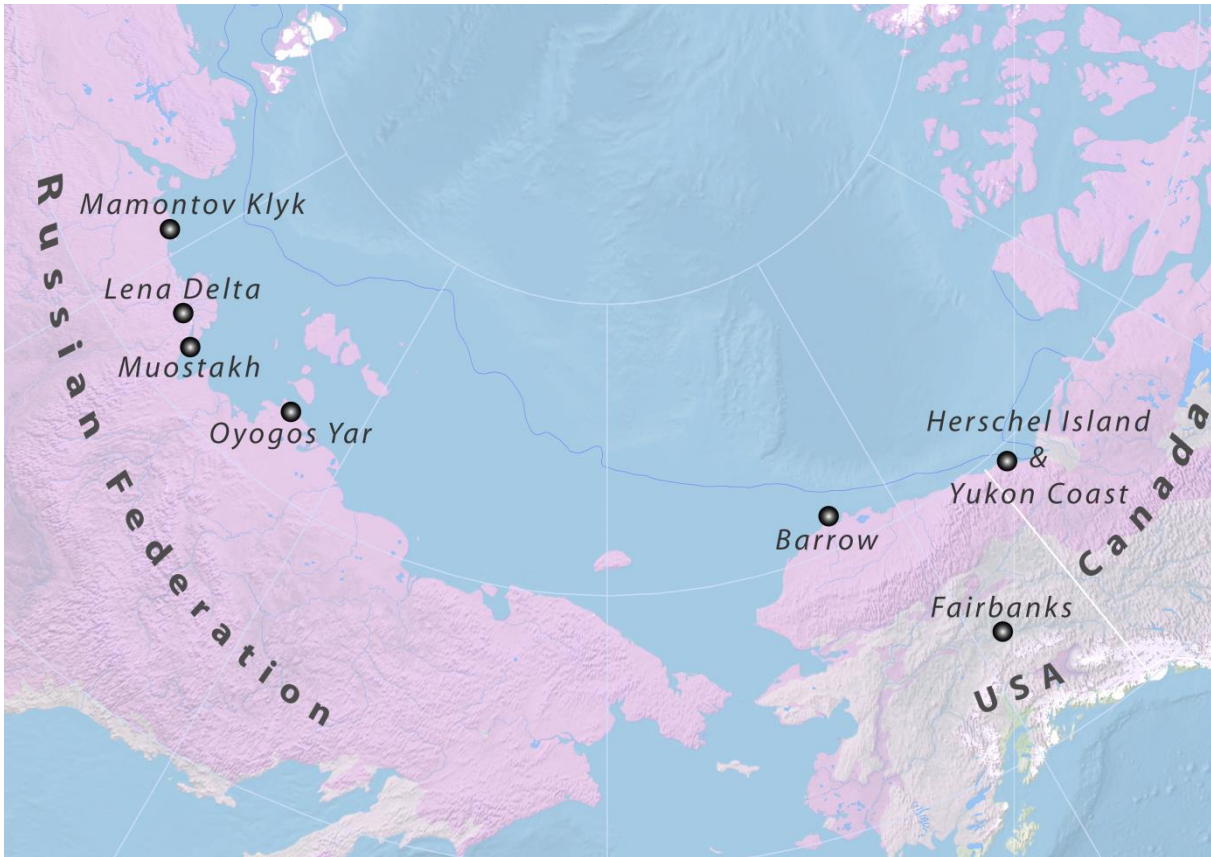 Mamontov Klyk
Lena Delta
Muostakh
Oyogos Yar
Russian Federation
Herschel Island
&
Yukon Coast
Barrow
Fairbanks
USA
Canada